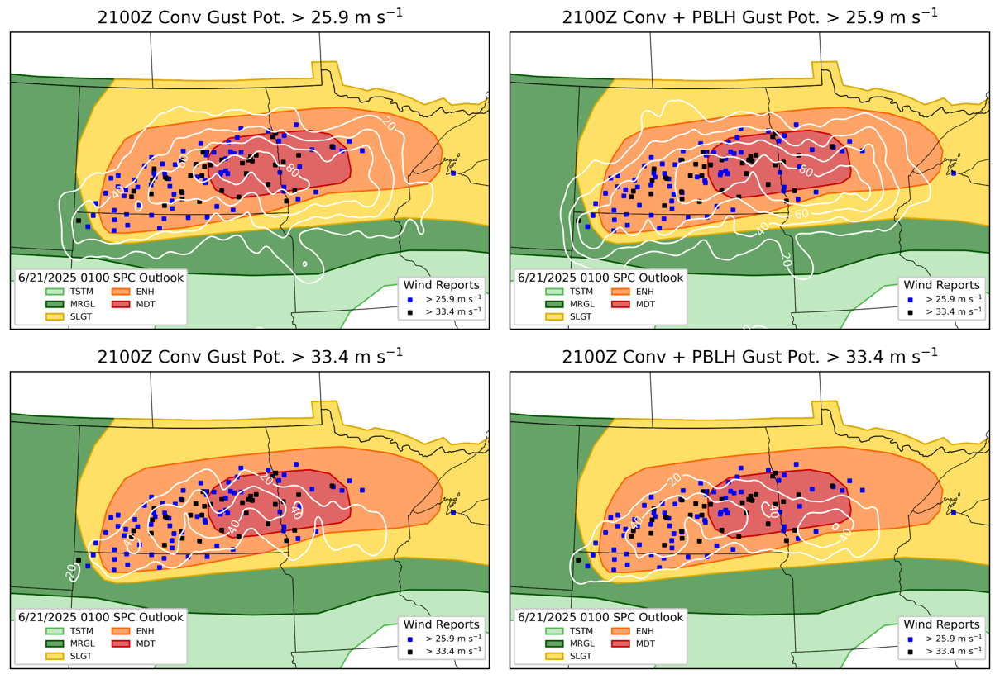 2100Z Conv Gust Pot. > 25.9 m s⁻¹
20
60
80
40
6/21/2025 0100 SPC Outlook
TSTM
ENH
MRGL
MDT
SLGT
Wind Reports
> 25.9 m s⁻¹
> 33.4 m s⁻¹
2100Z Conv + PBLH Gust Pot. > 25.9 m s⁻¹
80
60
40
20
6/21/2025 0100 SPC Outlook
TSTM
ENH
MRGL
MDT
SLGT
Wind Reports
> 25.9 m s⁻¹
> 33.4 m s⁻¹
2100Z Conv Gust Pot. > 33.4 m s⁻¹
20
40
40
40
20
6/21/2025 0100 SPC Outlook
TSTM
ENH
MRGL
MDT
SLGT
Wind Reports
> 25.9 m s⁻¹
> 33.4 m s⁻¹
2100Z Conv + PBLH Gust Pot. > 33.4 m s⁻¹
20
40
40
40
6/21/2025 0100 SPC Outlook
TSTM
ENH
MRGL
MDT
SLGT
Wind Reports
> 25.9 m s⁻¹
> 33.4 m s⁻¹